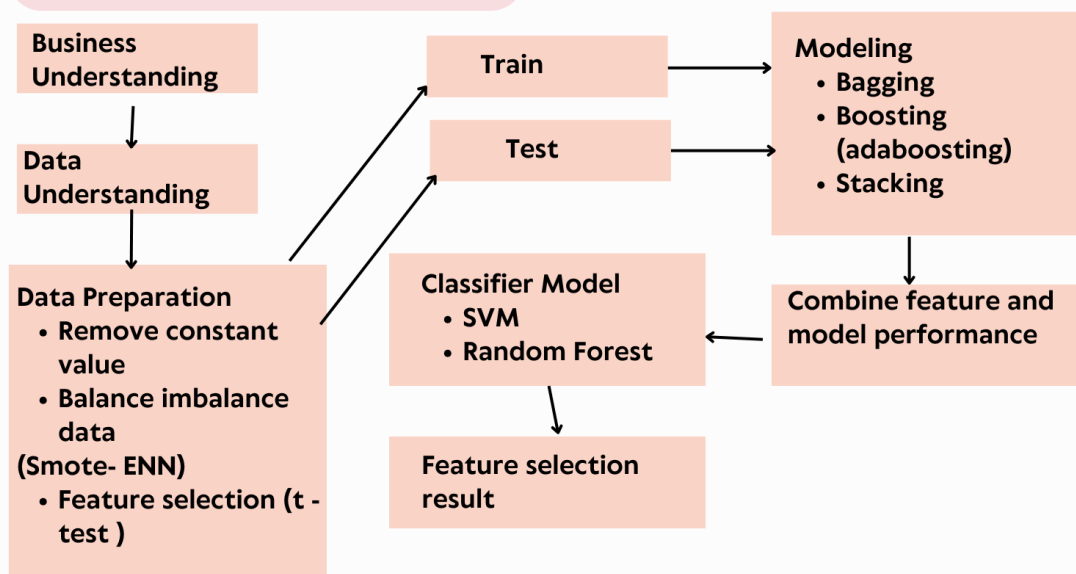 Business
Understanding
Data
Understanding
Data Preparation
• Remove constant
value
• Balance imbalance
data
(Smote- ENN)
• Feature selection (t -
test )
Train
Test
Modeling
• Bagging
• Boosting
(adaboosting)
• Stacking
Combine feature and
model performance
Classifier Model
• SVM
• Random Forest
Feature selection
result